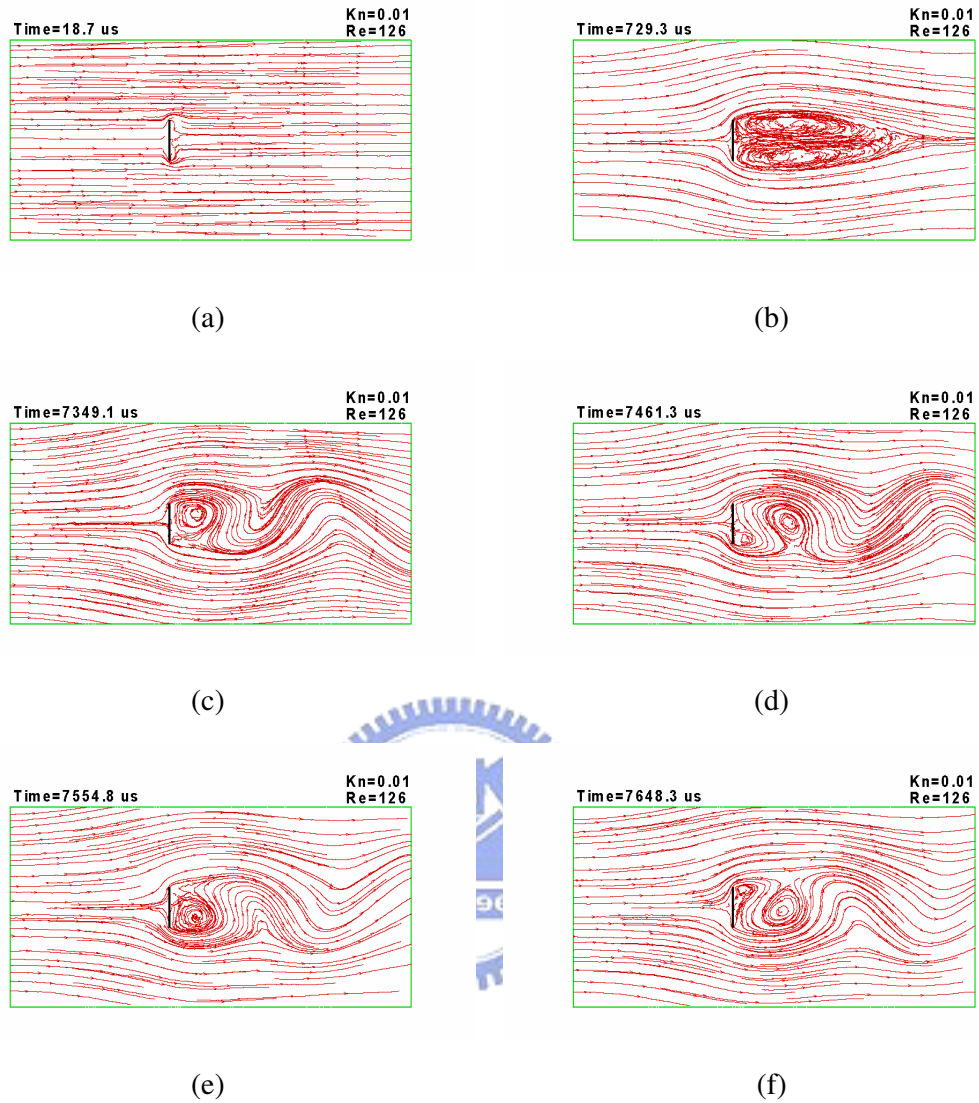 Time=18.7 us
Kn=0.01
Re=126
Time=729.3 us
Kn=0.01
Re=126
(a)
(b)
Time=7349.1 us
Kn=0.01
Re=126
Time=7461.3 us
Kn=0.01
Re=126
(c)
(d)
Time=7554.8 us
Kn=0.01
Re=126
Time=7648.3 us
Kn=0.01
Re=126
(e)
(f)